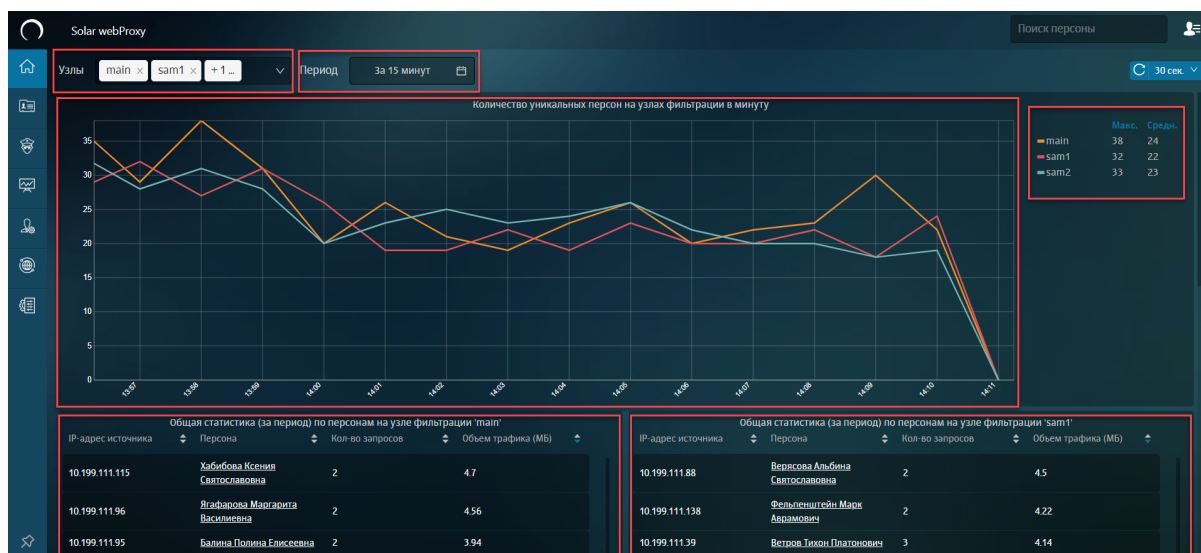 Solar webProxy
Поиск персоны
Узлы main × sam1 × + 1 ... Период За 15 минут
30 сек.
Количество уникальных персон на узлах фильтрации в минуту
Макс. Средн.
main 38 24
sam1 32 22
sam2 33 23
35
30
25
20
15
10
5
0
13:57 13:58 13:59 14:00 14:01 14:02 14:03 14:04 14:05 14:06 14:07 14:08 14:09 14:10 14:11
Общая статистика (за период) по персонам на узле фильтрации 'main'
IP-адрес источника Персона Кол-во запросов Объем трафика (МБ)
10.199.111.115 Хабибова Ксения Святославовна 2 4.7
10.199.111.96 Ягафарова Маргарита Василиевна 2 4.56
10.199.111.95 Балина Полина Елисеевна 2 3.94
Общая статистика (за период) по персонам на узле фильтрации 'sam1'
IP-адрес источника Персона Кол-во запросов Объем трафика (МБ)
10.199.111.88 Верясова Альбина Святославовна 2 4.5
10.199.111.138 Фельпенштейн Марк Аврамович 2 4.22
10.199.111.39 Ветров Тихон Платонович 3 4.14